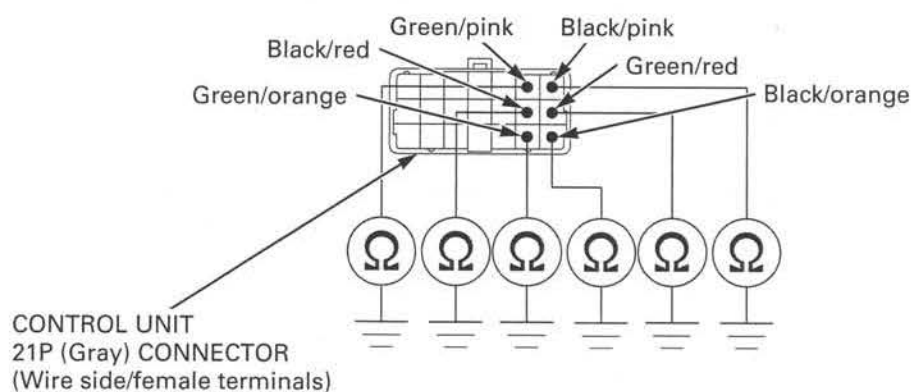 Green/pink
Black/pink
Black/red
Green/red
Green/orange
Black/orange
Ω Ω Ω Ω Ω Ω
CONTROL UNIT
21P (Gray) CONNECTOR
(Wire side/female terminals)